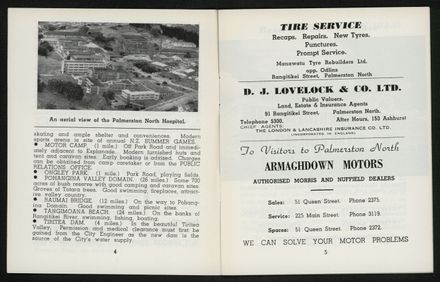 An aerial view of the Palmerston North Hospital.
skating and ample shelter and conveniences. Modern
sports arena is site of annual N.Z. SUMMER GAMES.
● MOTOR CAMP. (1 mile.) Off Park Road and immedi-
ately adjacent to Esplanade. Modern furnished huts and
tent and caravan sites. Early booking is advised. Charges
can be obtained from camp caretaker or from the PUBLIC
RELATIONS OFFICE.
● ONGLEY PARK. (1 mile.) Park Road, playing fields.
● POHANGINA VALLEY DOMAIN. (26 miles.) Some 700
acres of bush reserve with good camping and caravan sites.
Groves of Totara trees. Good swimming, fireplaces, attract-
ive valley country.
● RAUMAI BRIDGE. (12 miles.) On the way to Pohang-
ina Domain. Good swimming and picnic sites.
● TANGIMOANA BEACH. (24 miles.) On the banks of
Rangitikei River, swimming, fishing, boating.
● TIRITEA DAM. (4 miles.) In the beautiful Tiritea
Valley. Permission and medical clearance must first be
gained from the City Engineer as the new dam is the
source of the City's water supply.
4
TIRE SERVICE
Recaps. Repairs. New Tyres.
Punctures.
Prompt Service.
Manawatu Tyre Rebuilders Ltd.
opp. Odlins
Rangitikei Street, Palmerston North
D. J. LOVELOCK & CO. LTD.
Public Valuers.
Land, Estate & Insurance Agents
91 Rangitikei Street, Palmerston North.
Telephone 5300. After Hours, 153 Ashhurst
CHIEF AGENTS:
THE LONDON & LANCASHIRE INSURANCE CO. LTD.
(INCORPORATED IN ENGLAND)
To Visitors to Palmerston North
ARMAGHDOWN MOTORS
AUTHORISED MORRIS AND NUFFIELD DEALERS
Sales: 51 Queen Street. Phone 2375.
Service: 225 Main Street. Phone 3119.
Spares: 51 Queen Street. Phone 2372.
WE CAN SOLVE YOUR MOTOR PROBLEMS
5